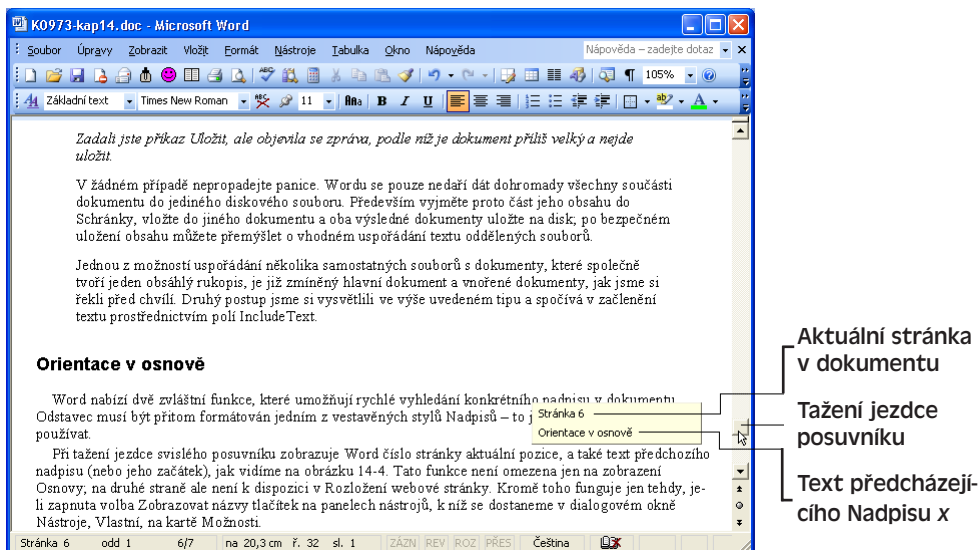 K0973-kap14.doc - Microsoft Word
Soubor Úpravy Zobrazit Vložit Formát Nástroje Tabulka Okno Nápověda Nápověda – zadejte dotaz
105%
Základní text Times New Roman 11 B I U
Zadali jste příkaz Uložit, ale objevila se zpráva, podle níž je dokument příliš velký a nejde
uložit.
V žádném případě nepropadejte panice. Wordu se pouze nedaří dát dohromady všechny součásti
dokumentu do jediného diskového souboru. Především vyjměte proto část jeho obsahu do
Schránky, vložte do jiného dokumentu a oba výsledné dokumenty uložte na disk; po bezpečném
uložení obsahu můžete přemýšlet o vhodném uspořádání textu oddělených souborů.
Jednou z možností uspořádání několika samostatných souborů s dokumenty, které společně
tvoří jeden obsáhlý rukopis, je již zmíněný hlavní dokument a vnořené dokumenty, jak jsme si
řekli před chvílí. Druhý postup jsme si vysvětlili ve výše uvedeném tipu a spočívá v začlenění
textu prostřednictvím polí IncludeText.
Orientace v osnově
Word nabízí dvě zvláštní funkce, které umožňují rychlé vyhledání konkrétního nadpisu v dokumentu.
Odstavec musí být přitom formátován jedním z vestavěných stylů Nadpisů – to j
používat.
Při tažení jezdce svislého posuvníku zobrazuje Word číslo stránky aktuální pozice, a také text předchozího
nadpisu (nebo jeho začátek), jak vidíme na obrázku 14-4. Tato funkce není omezena jen na zobrazení
Osnovy; na druhé straně ale není k dispozici v Rozložení webové stránky. Kromě toho funguje jen tehdy, je-
li zapnuta volba Zobrazovat názvy tlačítek na panelech nástrojů, k níž se dostaneme v dialogovém okně
Nástroje, Vlastní, na kartě Možnosti.
Stránka 6
Orientace v osnově
Stránka 6 odd 1 6/7 na 20,3 cm ř. 32 sl. 1 ZÁZN REV ROZ PŘES Čeština
Aktuální stránka
v dokumentu
Tažení jezdce
posuvníku
Text předcházejí-
cího Nadpisu x